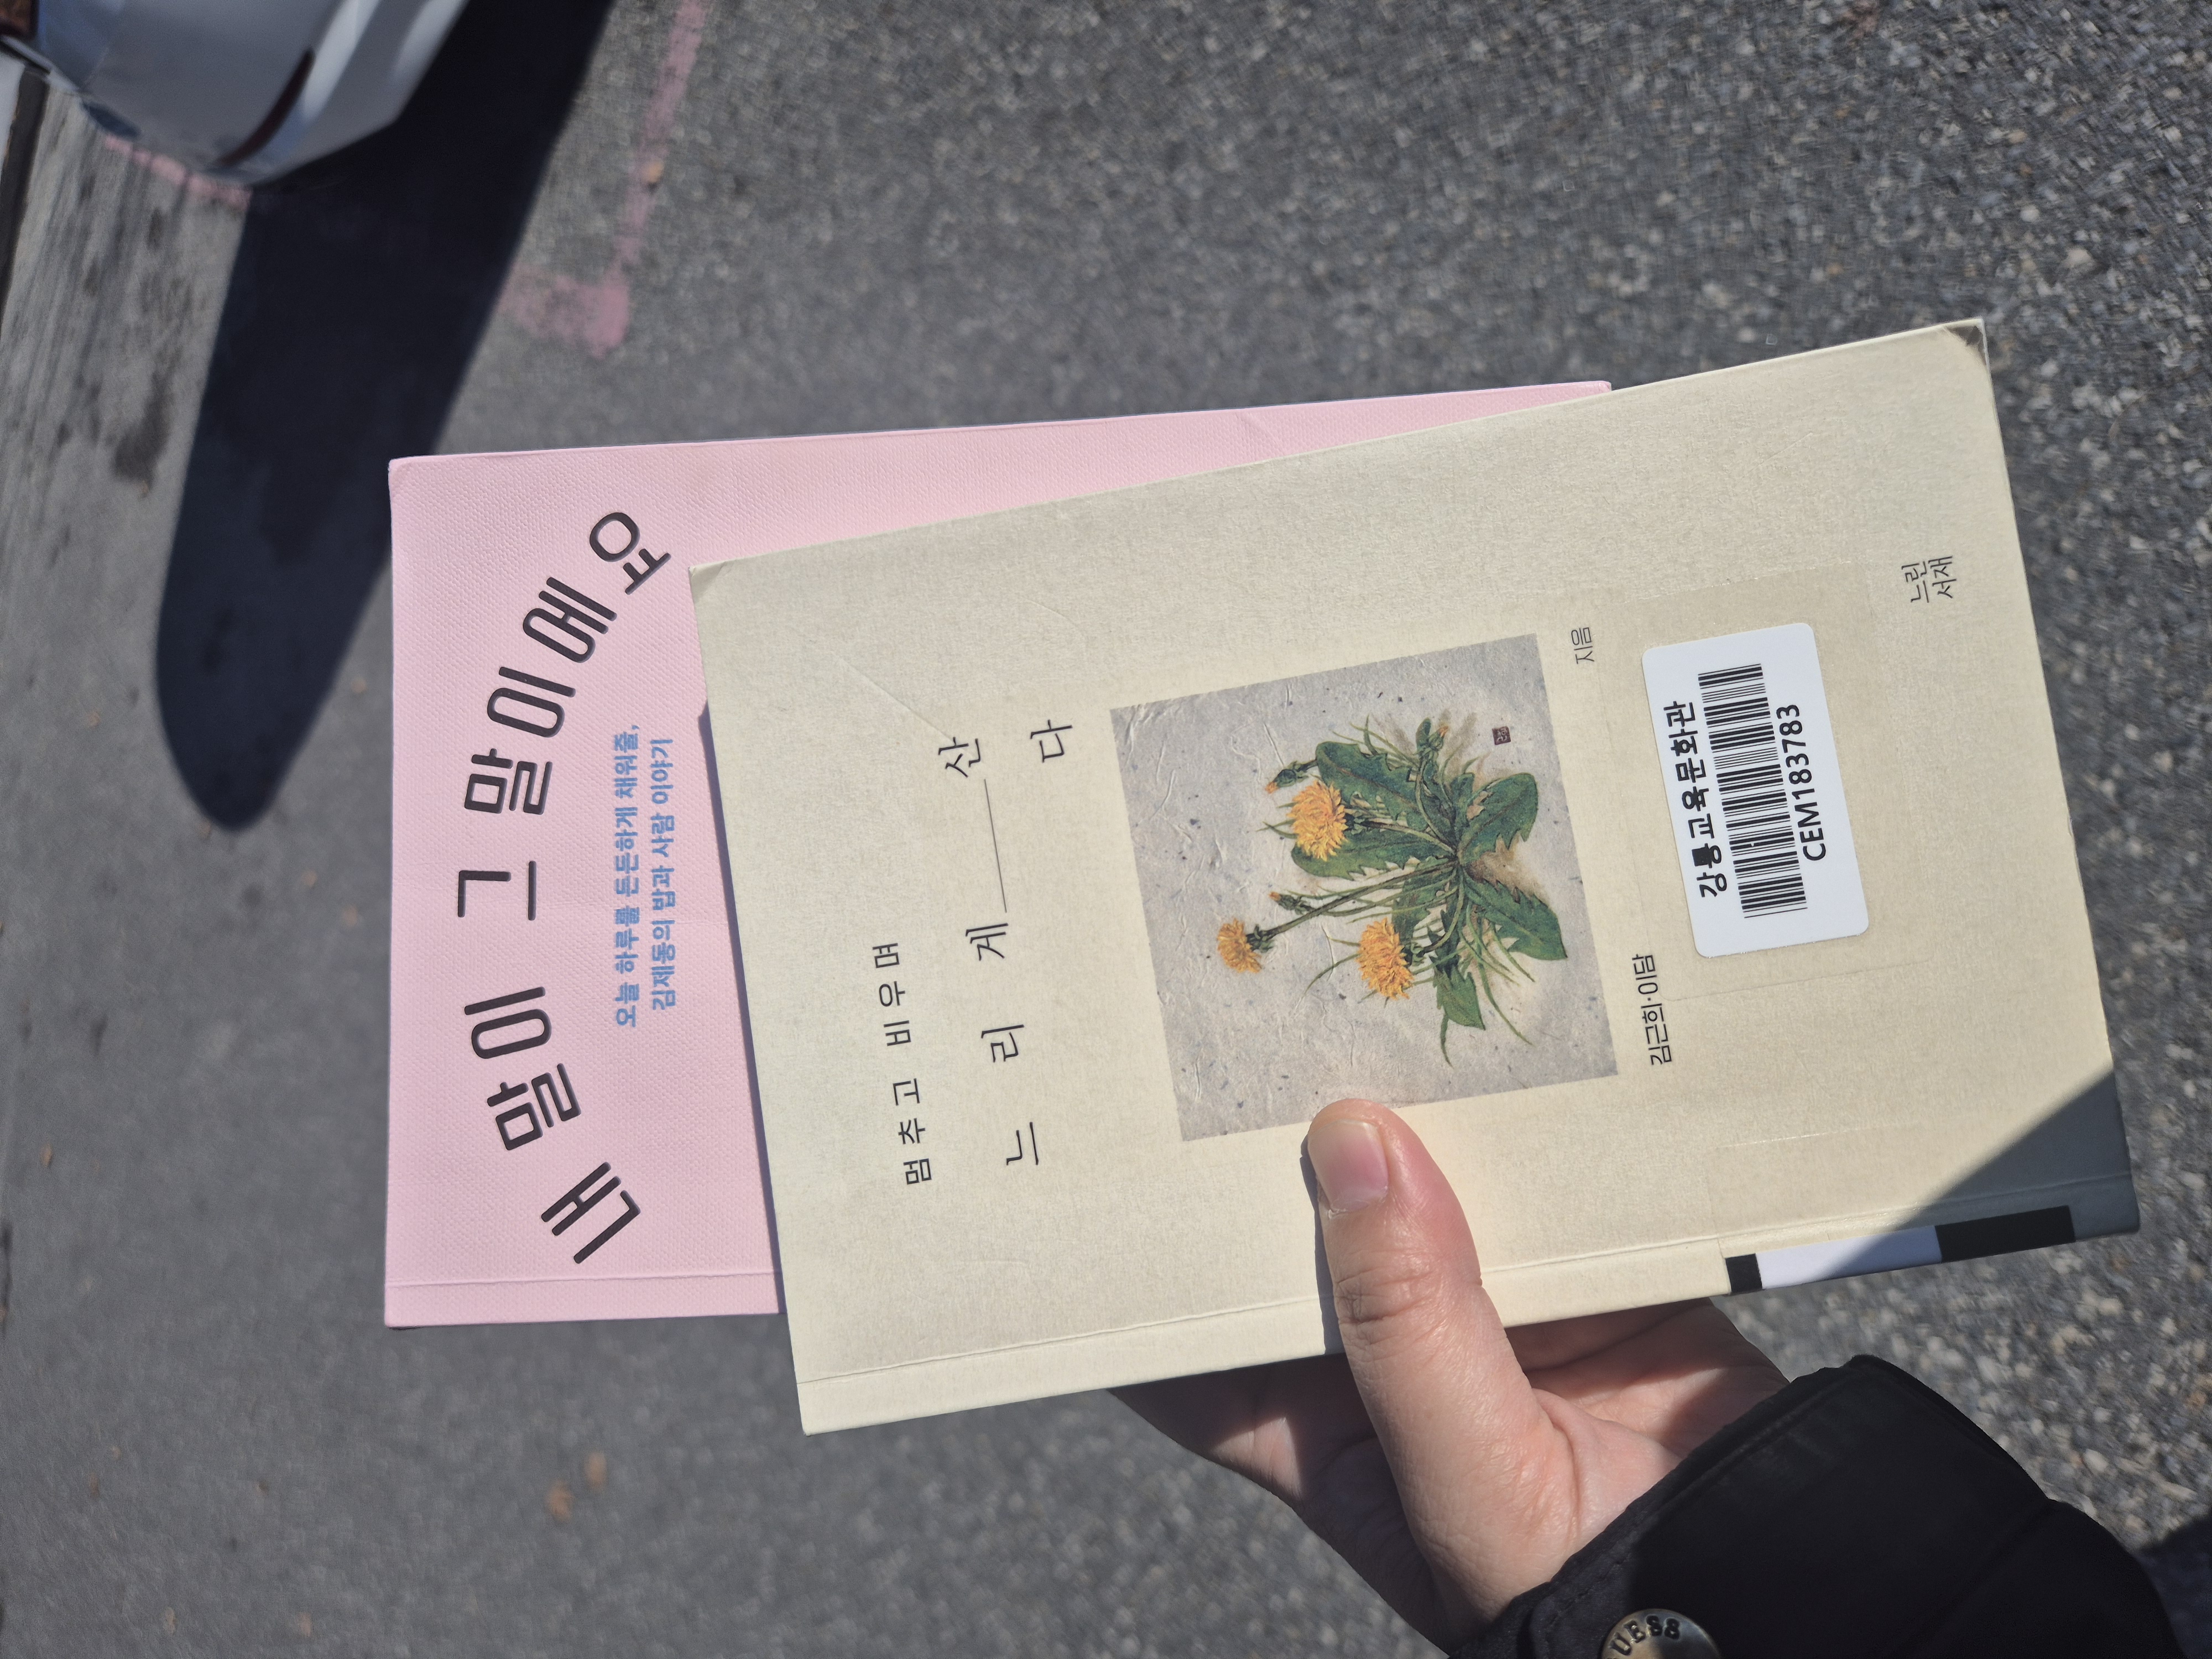 내 말이 그 말이에요
오늘 하루를 든든하게 채워줄,
김제동의 밥과 사람 이야기
멈추고 비우며
느리게 산
다
김근희·이담 지음
강릉교육문화관
CEM183783
느린
서재
UESS